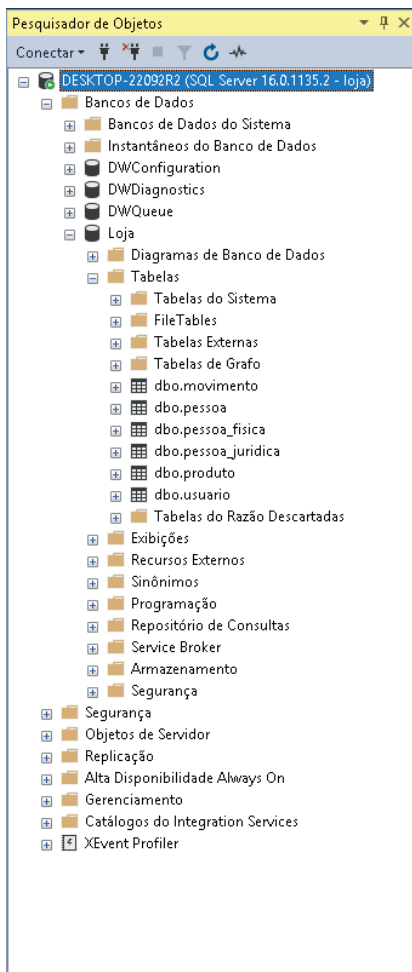 Pesquisador de Objetos
Conectar
DESKTOP-22092R2 (SQL Server 16.0.1135.2 - loja)
Bancos de Dados
Bancos de Dados do Sistema
Instantâneos do Banco de Dados
DWConfiguration
DWDiagnostics
DWQueue
Loja
Diagramas de Banco de Dados
Tabelas
Tabelas do Sistema
FileTables
Tabelas Externas
Tabelas de Grafo
dbo.movimento
dbo.pessoa
dbo.pessoa_fisica
dbo.pessoa_juridica
dbo.produto
dbo.usuario
Tabelas do Razão Descartadas
Exibições
Recursos Externos
Sinônimos
Programação
Repositório de Consultas
Service Broker
Armazenamento
Segurança
Segurança
Objetos de Servidor
Replicação
Alta Disponibilidade Always On
Gerenciamento
Catálogos do Integration Services
XEvent Profiler